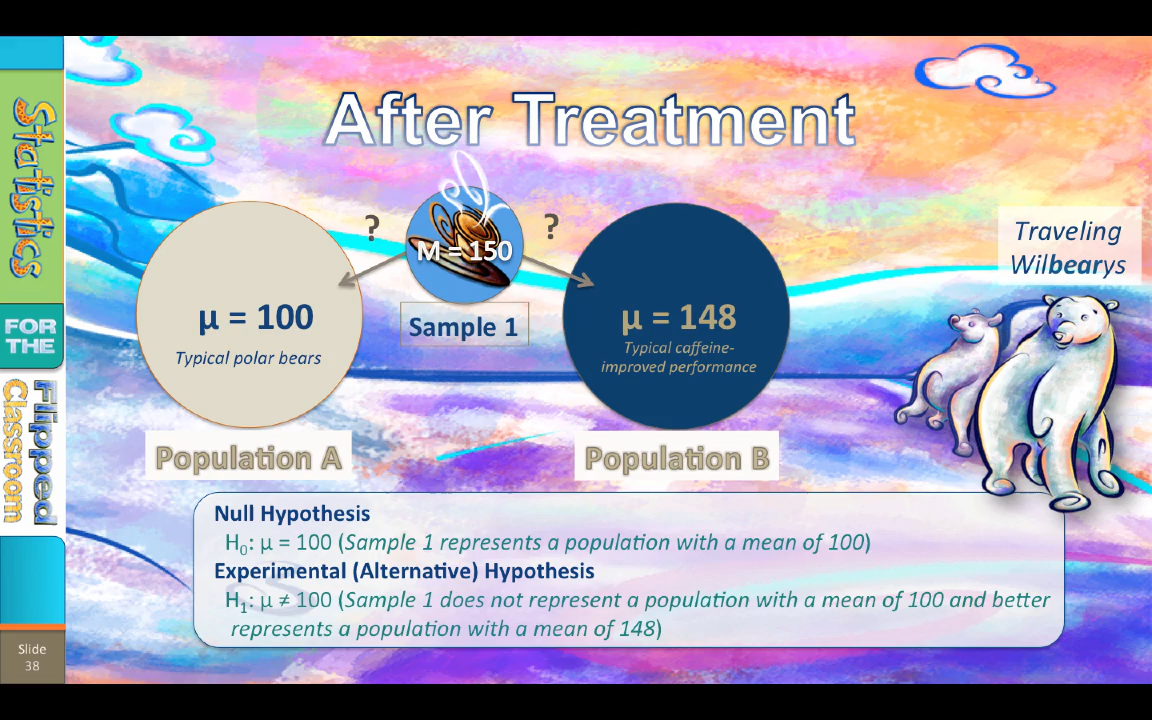 After Treatment
Statistics
FOR
THE
Flipped
Classroom
?
?
M = 150
Sample 1
μ = 100
Typical polar bears
Population A
μ = 148
Typical caffeine-
improved performance
Population B
Traveling
Wilbearys
Null Hypothesis
H₀: μ = 100 (Sample 1 represents a population with a mean of 100)
Experimental (Alternative) Hypothesis
H₁: μ ≠ 100 (Sample 1 does not represent a population with a mean of 100 and better
represents a population with a mean of 148)
Slide
38